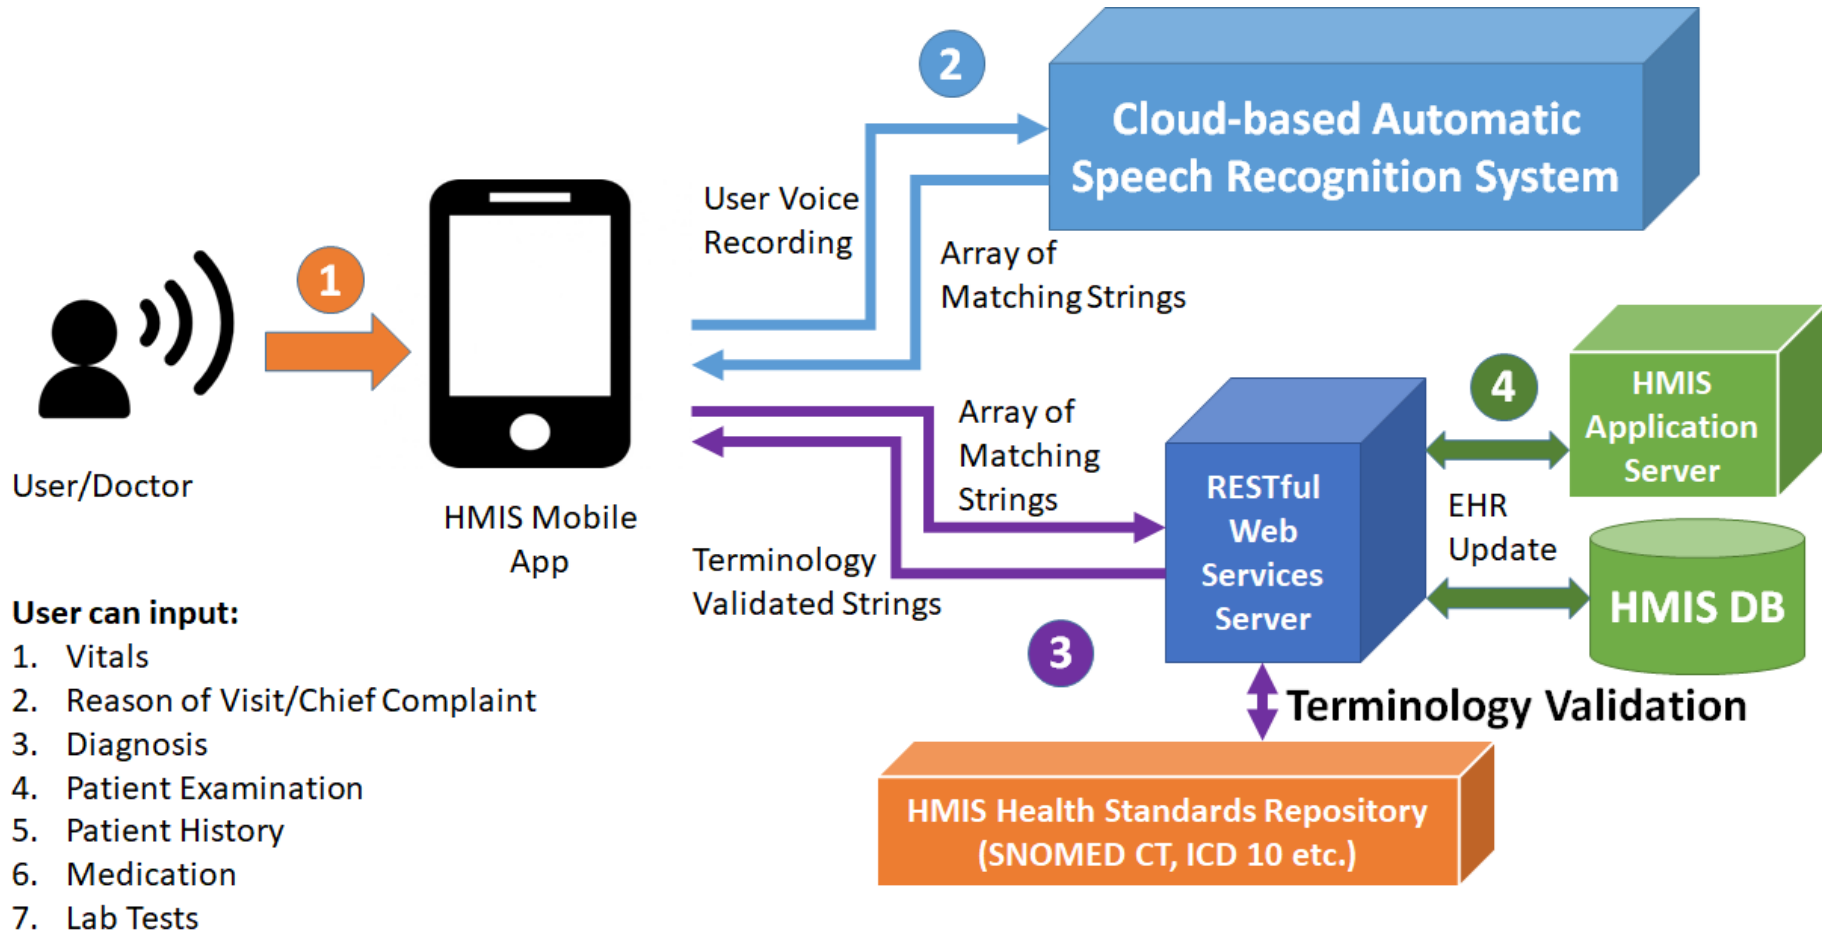 2
Cloud-based Automatic
Speech Recognition System
User Voice
Recording
Array of
Matching Strings
1
User/Doctor
HMIS Mobile
App
Array of
Matching
Strings
Terminology
Validated Strings
3
RESTful
Web
Services
Server
4
HMIS
Application
Server
EHR
Update
HMIS DB
Terminology Validation
HMIS Health Standards Repository
(SNOMED CT, ICD 10 etc.)
User can input:
1. Vitals
2. Reason of Visit/Chief Complaint
3. Diagnosis
4. Patient Examination
5. Patient History
6. Medication
7. Lab Tests